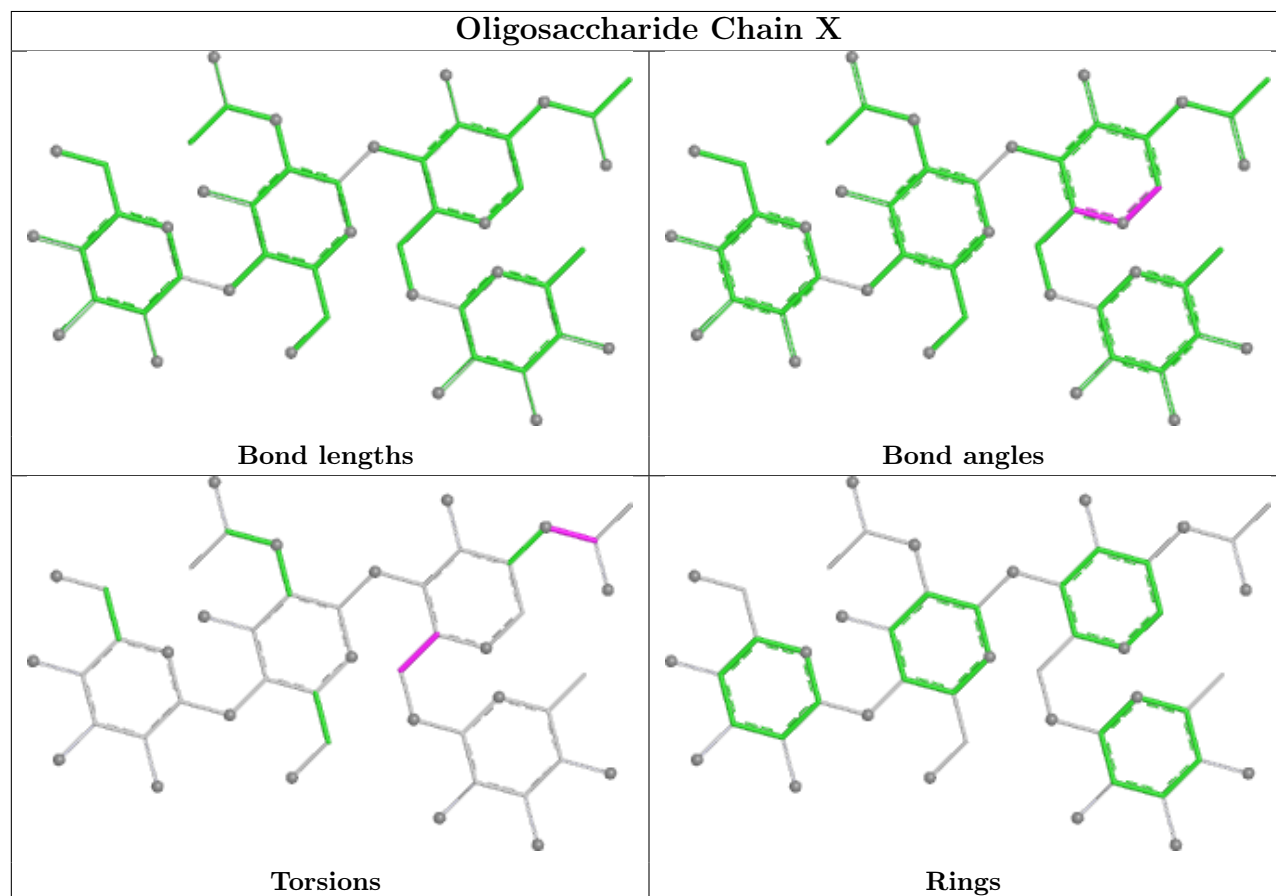 Oligosaccharide Chain X
Bond lengths
Bond angles
Torsions
Rings